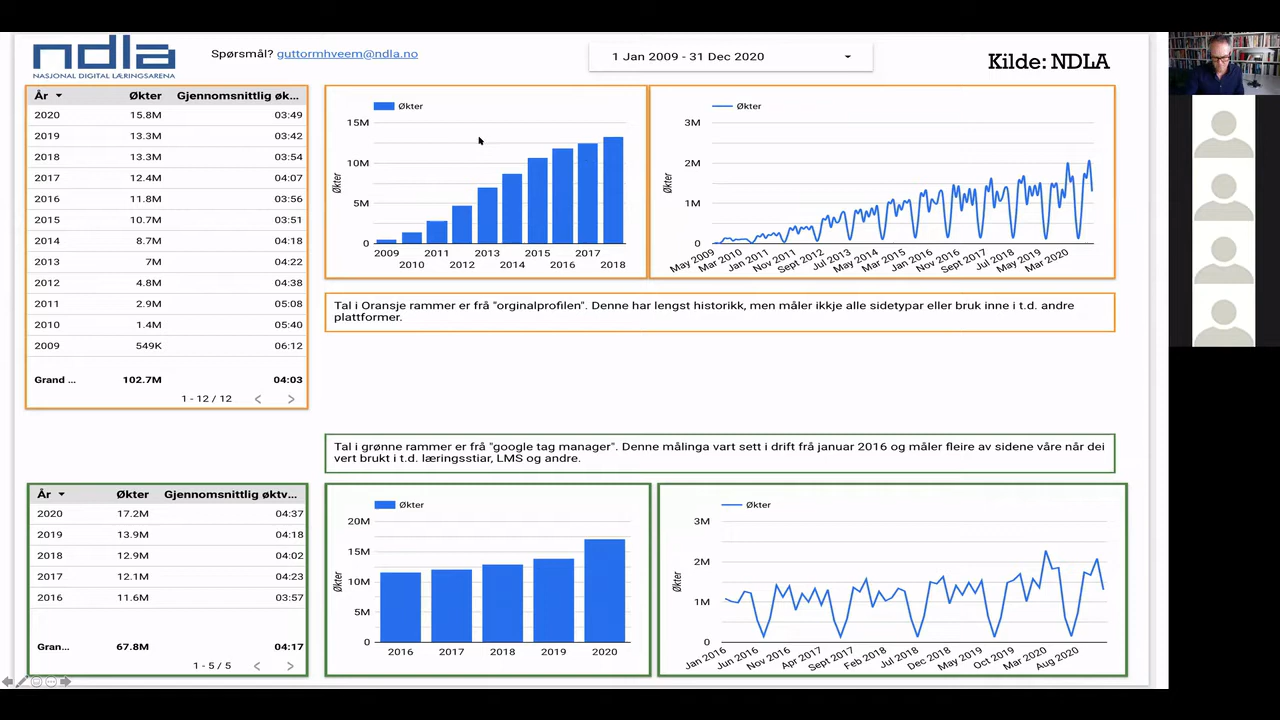 ndla
NASJONAL DIGITAL LÆRINGSARENA
Spørsmål? guttormhveem@ndla.no
1 Jan 2009 - 31 Dec 2020
Kilde: NDLA
År Økter Gjennomsnittlig øk...
2020 15.8M 03:49
2019 13.3M 03:42
2018 13.3M 03:54
2017 12.4M 04:07
2016 11.8M 03:56
2015 10.7M 03:51
2014 8.7M 04:18
2013 7M 04:22
2012 4.8M 04:38
2011 2.9M 05:08
2010 1.4M 05:40
2009 549K 06:12
Grand ... 102.7M 04:03
1 - 12 / 12
Økter
15M
10M
5M
0
Økter
2009 2011 2013 2015 2017
2010 2012 2014 2016 2018
Økter
3M
2M
1M
0
Økter
May 2009 Mar 2010 Jan 2011 Nov 2011 Sept 2012 Jul 2013 May 2014 Mar 2015 Jan 2016 Nov 2016 Sept 2017 Jul 2018 May 2019 Mar 2020
Tal i Oransje rammer er frå "orginalprofilen". Denne har lengst historikk, men måler ikkje alle sidetypar eller bruk inne i t.d. andre
plattformer.
Tal i grønne rammer er frå "google tag manager". Denne målinga vart sett i drift frå januar 2016 og måler fleire av sidene våre når dei
vert brukt i t.d. læringsstiar, LMS og andre.
År Økter Gjennomsnittlig øktv...
2020 17.2M 04:37
2019 13.9M 04:18
2018 12.9M 04:02
2017 12.1M 04:23
2016 11.6M 03:57
Gran... 67.8M 04:17
1 - 5 / 5
Økter
20M
15M
10M
5M
0
Økter
2016 2017 2018 2019 2020
Økter
3M
2M
1M
0
Økter
Jan 2016 Jun 2016 Nov 2016 Apr 2017 Sept 2017 Feb 2018 Jul 2018 Dec 2018 May 2019 Oct 2019 Mar 2020 Aug 2020